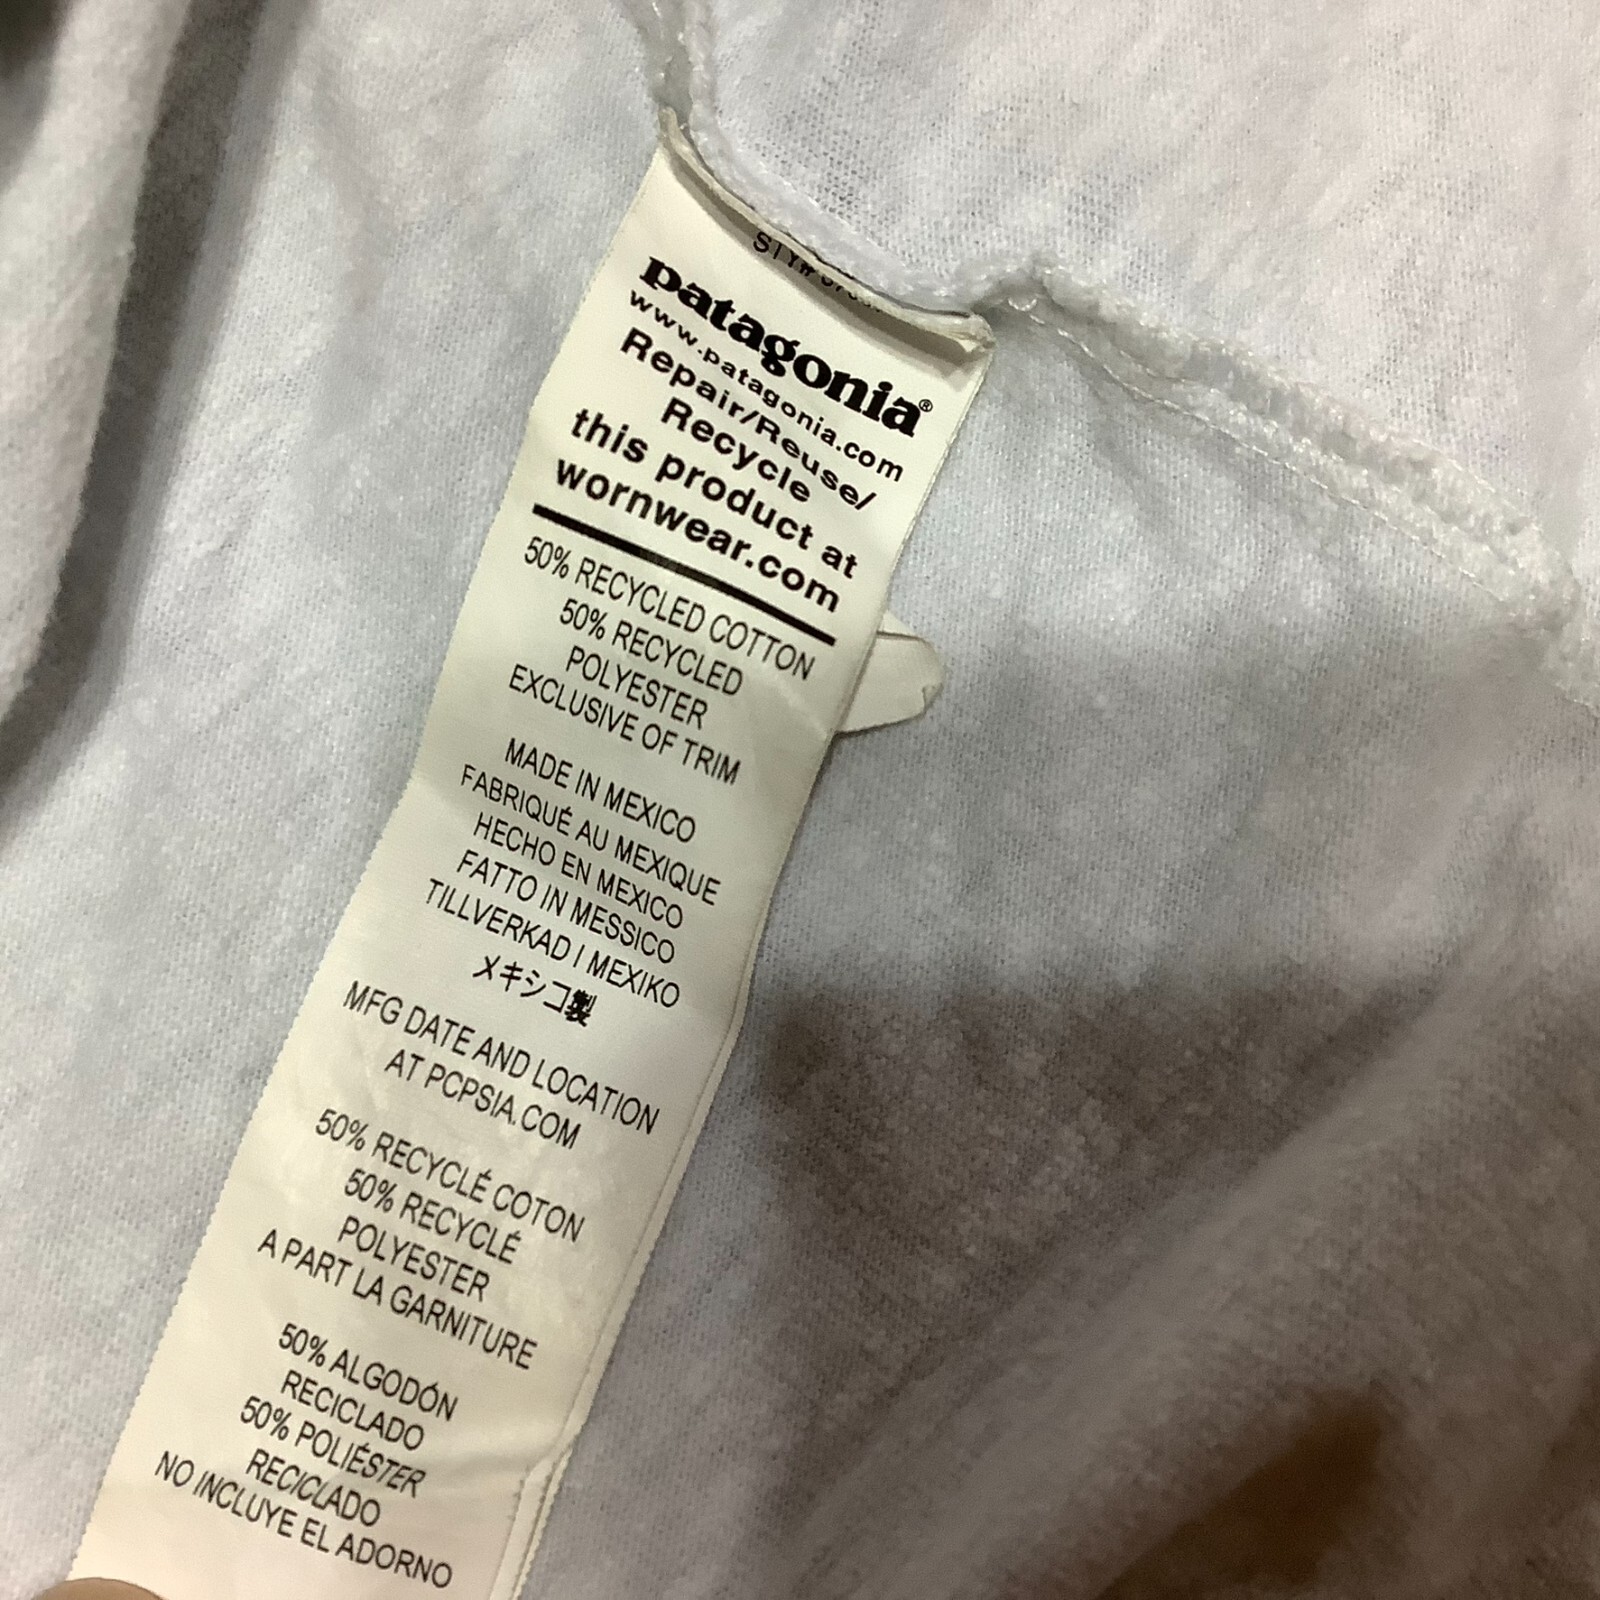 patagonia®
www.patagonia.com
Repair/Reuse/
Recycle
this product at
wornwear.com
50% RECYCLED COTTON
50% RECYCLED
POLYESTER
EXCLUSIVE OF TRIM
MADE IN MEXICO
FABRIQUÉ AU MEXIQUE
HECHO EN MEXICO
FATTO IN MESSICO
TILLVERKAD I MEXIKO
メキシコ製
MFG DATE AND LOCATION
AT PCPSIA.COM
50% RECYCLÉ COTON
50% RECYCLÉ
POLYESTER
A PART LA GARNITURE
50% ALGODÓN
RECICLADO
50% POLIÉSTER
RECICLADO
NO INCLUYE EL ADORNO